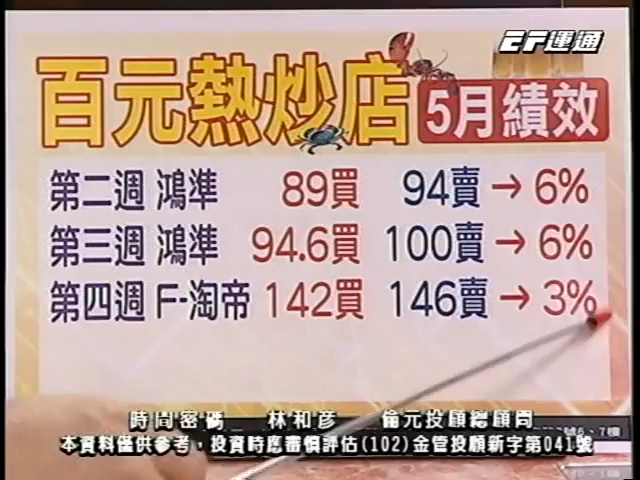 EF運通
百元熱炒店
5月績效
第二週 鴻準 89買 94賣 → 6%
第三週 鴻準 94.6買 100賣 → 6%
第四週 F-淘帝 142買 146賣 → 3%
時間密碼 林和彦 倫元投顧總顧問
本資料僅供參考，投資時應審慎評估(102)金管投顧新字第041號